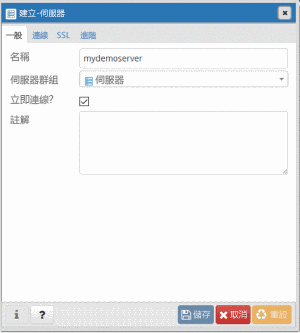 建立-伺服器
一般 連線 SSL 進階
名稱 mydemoserver
伺服器群組 伺服器
立即連線?
註解
i ? 儲存 取消 重設